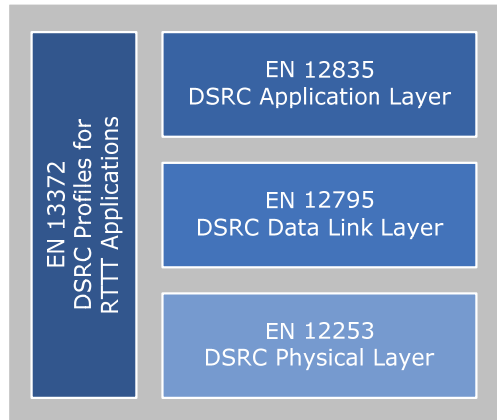 EN 13372
DSRC Profiles for
RTTT Applications
EN 12835
DSRC Application Layer
EN 12795
DSRC Data Link Layer
EN 12253
DSRC Physical Layer